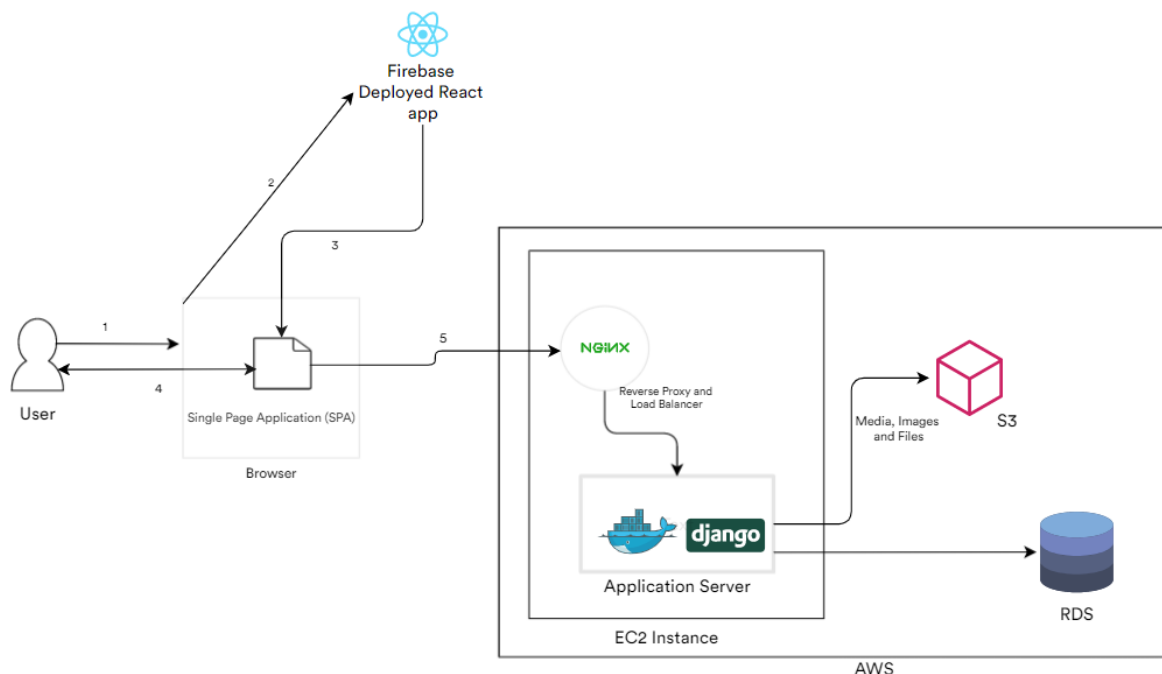 Firebase
Deployed React
app
2
3
1
5
4
User
Single Page Application (SPA)
Browser
NGINX
Reverse Proxy and
Load Balancer
Media, Images
and Files
S3
django
Application Server
RDS
EC2 Instance
AWS